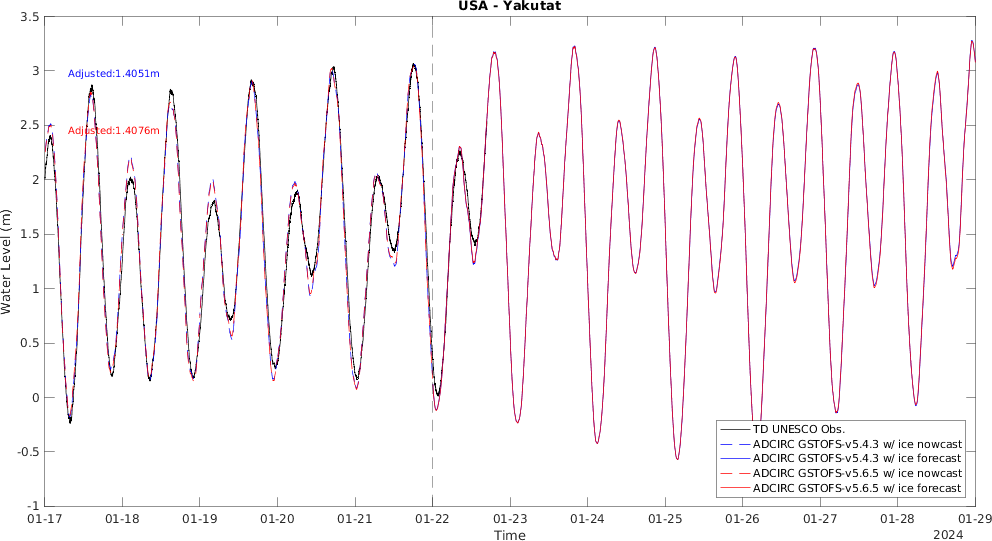 USA - Yakutat
3.5
3
2.5
2
1.5
1
0.5
0
-0.5
-1
Water Level (m)
Adjusted:1.4051m
Adjusted:1.4076m
TD UNESCO Obs.
ADCIRC GSTOFS-v5.4.3 w/ ice nowcast
ADCIRC GSTOFS-v5.4.3 w/ ice forecast
ADCIRC GSTOFS-v5.6.5 w/ ice nowcast
ADCIRC GSTOFS-v5.6.5 w/ ice forecast
01-17 01-18 01-19 01-20 01-21 01-22 01-23 01-24 01-25 01-26 01-27 01-28 01-29
Time
2024